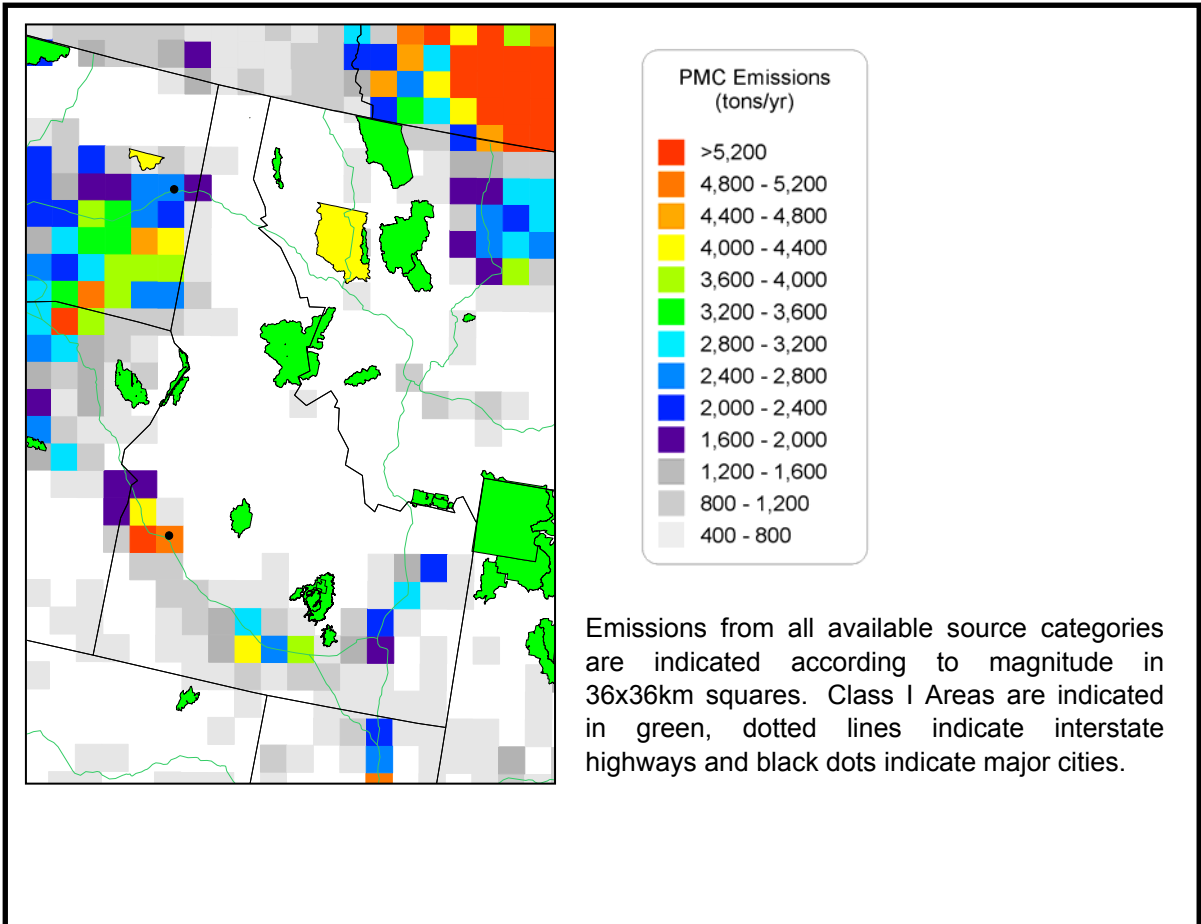 PMC Emissions
(tons/yr)
>5,200
4,800 - 5,200
4,400 - 4,800
4,000 - 4,400
3,600 - 4,000
3,200 - 3,600
2,800 - 3,200
2,400 - 2,800
2,000 - 2,400
1,600 - 2,000
1,200 - 1,600
800 - 1,200
400 - 800
Emissions from all available source categories
are indicated according to magnitude in
36x36km squares. Class I Areas are indicated
in green, dotted lines indicate interstate
highways and black dots indicate major cities.